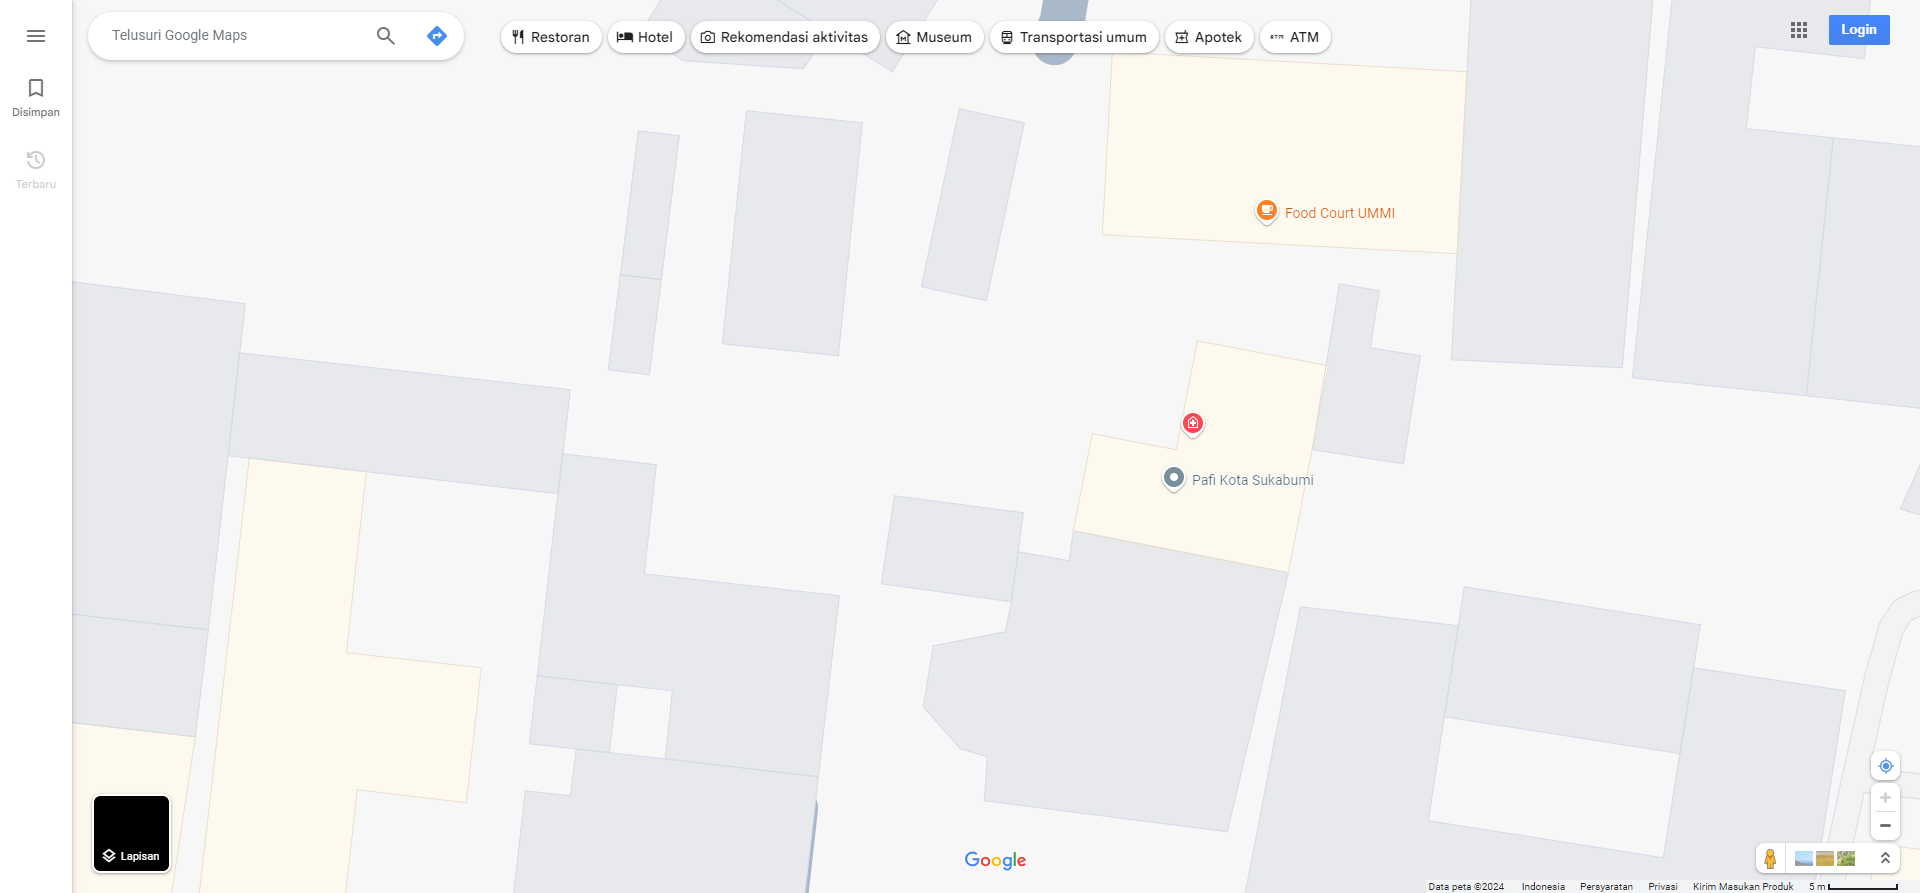 Telusuri Google Maps
Restoran
Hotel
Rekomendasi aktivitas
Museum
Transportasi umum
Apotek
ATM
Login
Disimpan
Terbaru
Food Court UMMI
Pafi Kota Sukabumi
Lapisan
Google
Data peta ©2024 Indonesia Persyaratan Privasi Kirim Masukan Produk 5 m